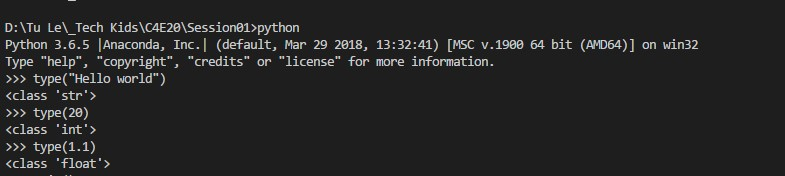 D:\Tu Le\_Tech Kids\C4E20\Session01>python
Python 3.6.5 |Anaconda, Inc.| (default, Mar 29 2018, 13:32:41) [MSC v.1900 64 bit (AMD64)] on win32
Type "help", "copyright", "credits" or "license" for more information.
>>> type("Hello world")
<class 'str'>
>>> type(20)
<class 'int'>
>>> type(1.1)
<class 'float'>